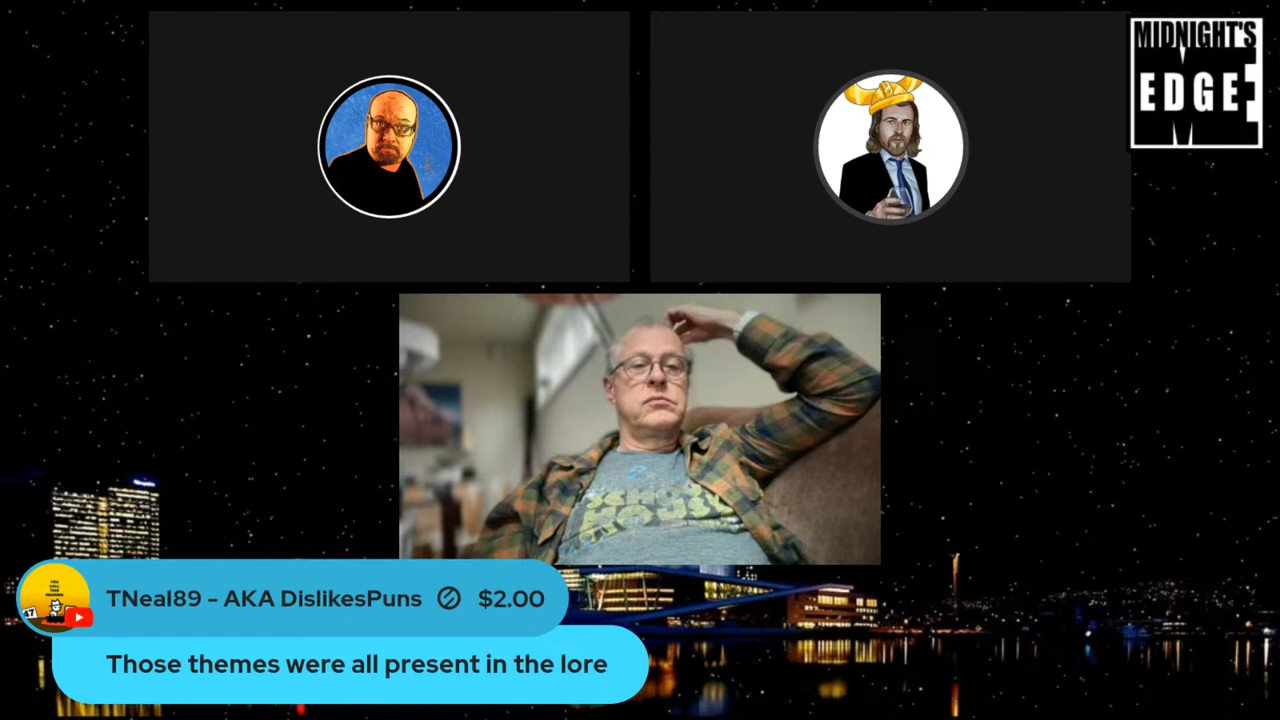 MIDNIGHT'S
EDGE
TNeal89 - AKA DislikesPuns $2.00
Those themes were all present in the lore